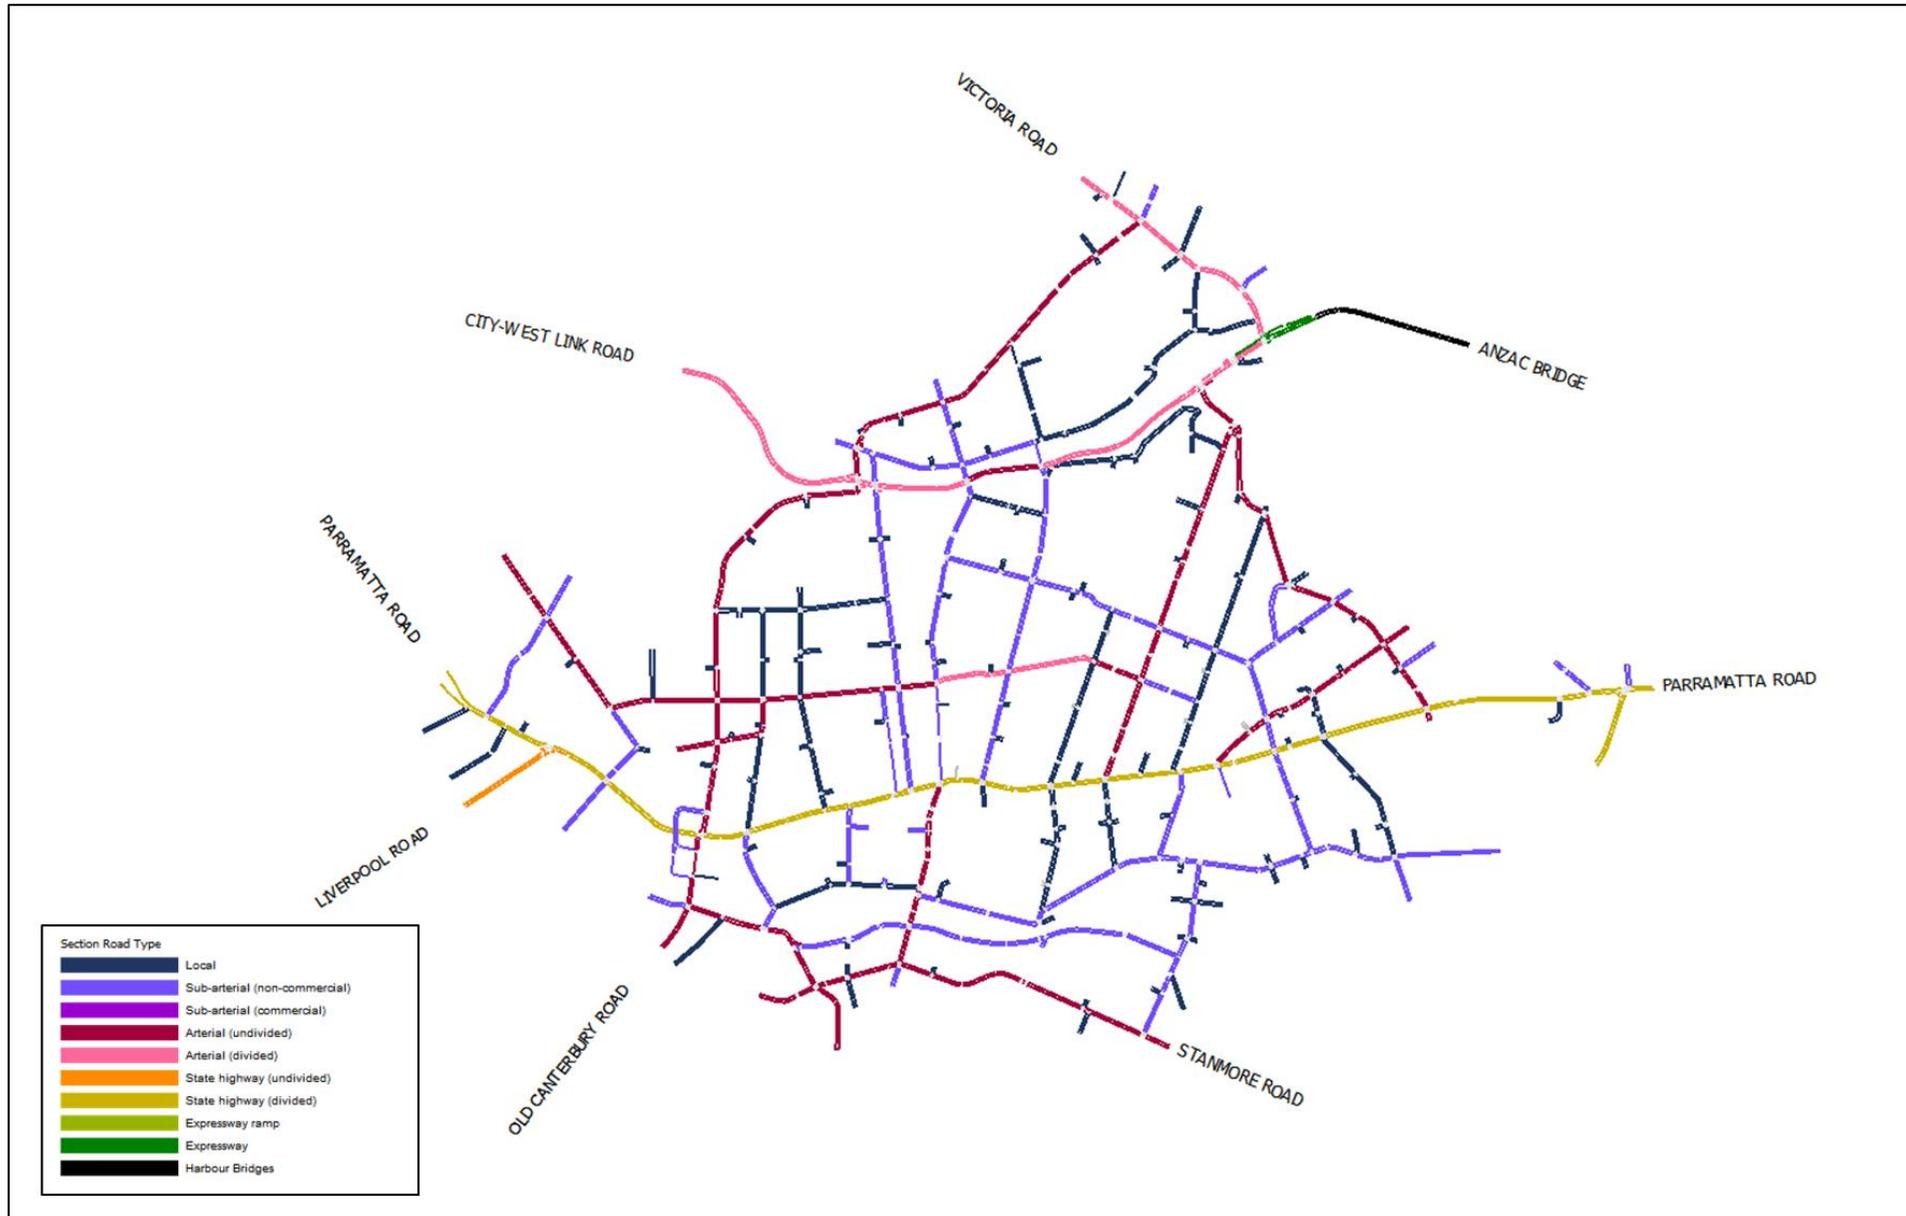 VICTORIA ROAD
CITY-WEST LINK ROAD
ANZAC BRIDGE
PARRAMATTA ROAD
PARRAMATTA ROAD
LIVERPOOL ROAD
OLD CANTERBURY ROAD
STANMORE ROAD
Section Road Type
Local
Sub-arterial (non-commercial)
Sub-arterial (commercial)
Arterial (undivided)
Arterial (divided)
State highway (undivided)
State highway (divided)
Expressway ramp
Expressway
Harbour Bridges